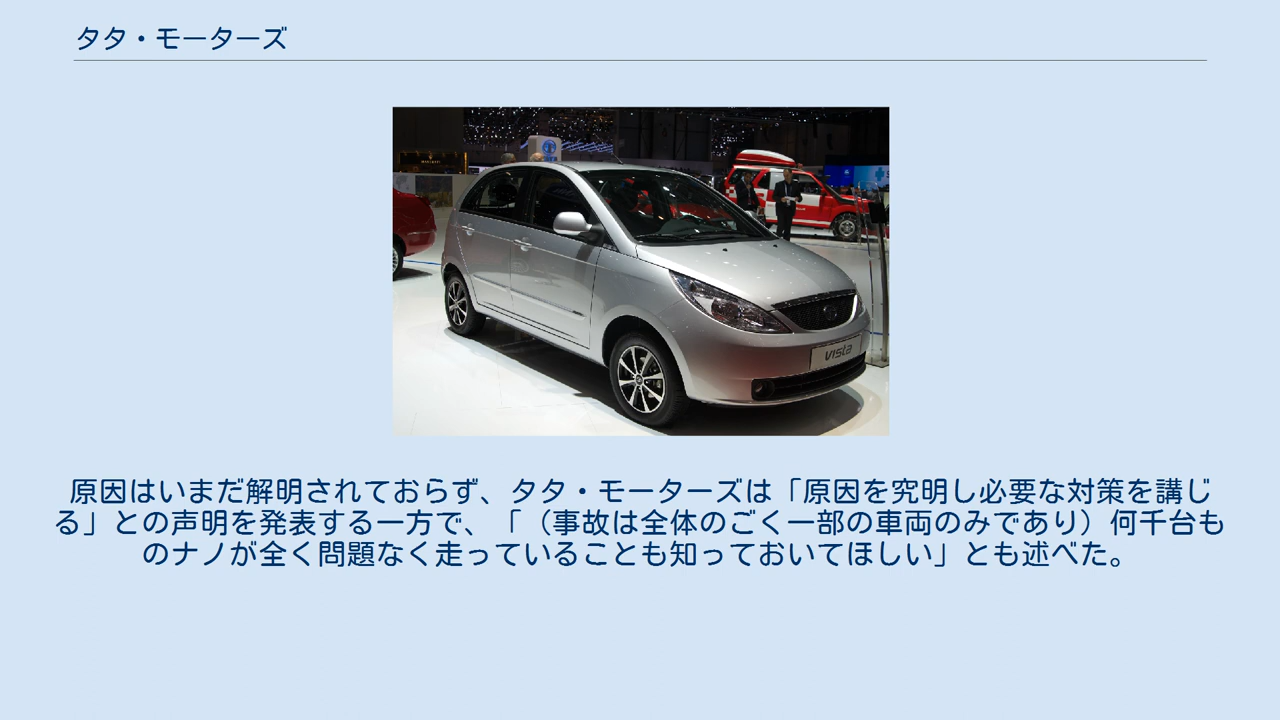 タタ・モーターズ
vista
原因はいまだ解明されておらず、タタ・モーターズは「原因を究明し必要な対策を講じ
る」との声明を発表する一方で、「（事故は全体のごく一部の車両のみであり）何千台も
のナノが全く問題なく走っていることも知っておいてほしい」とも述べた。